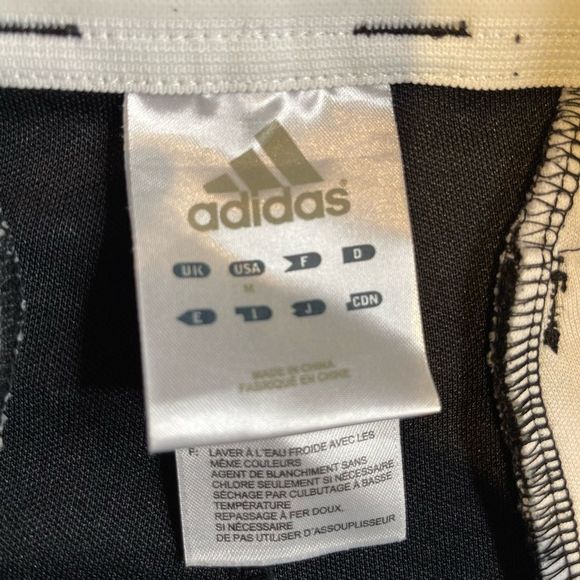 adidas
UK USA F D
M
E I J CDN
MADE IN CHINA
FABRIQUÉ EN CHINE
F: LAVER À L'EAU FROIDE AVEC LES
MÊME COULEURS
AGENT DE BLANCHIMENT SANS
CHLORE SEULEMENT SI NÉCESSAIRE
SÉCHAGE PAR CULBUTAGE À BASSE
TEMPÉRATURE
REPASSAGE À FER DOUX.
SI NÉCESSAIRE
DE PAS UTILISER D'ASSOUPLISSEUR